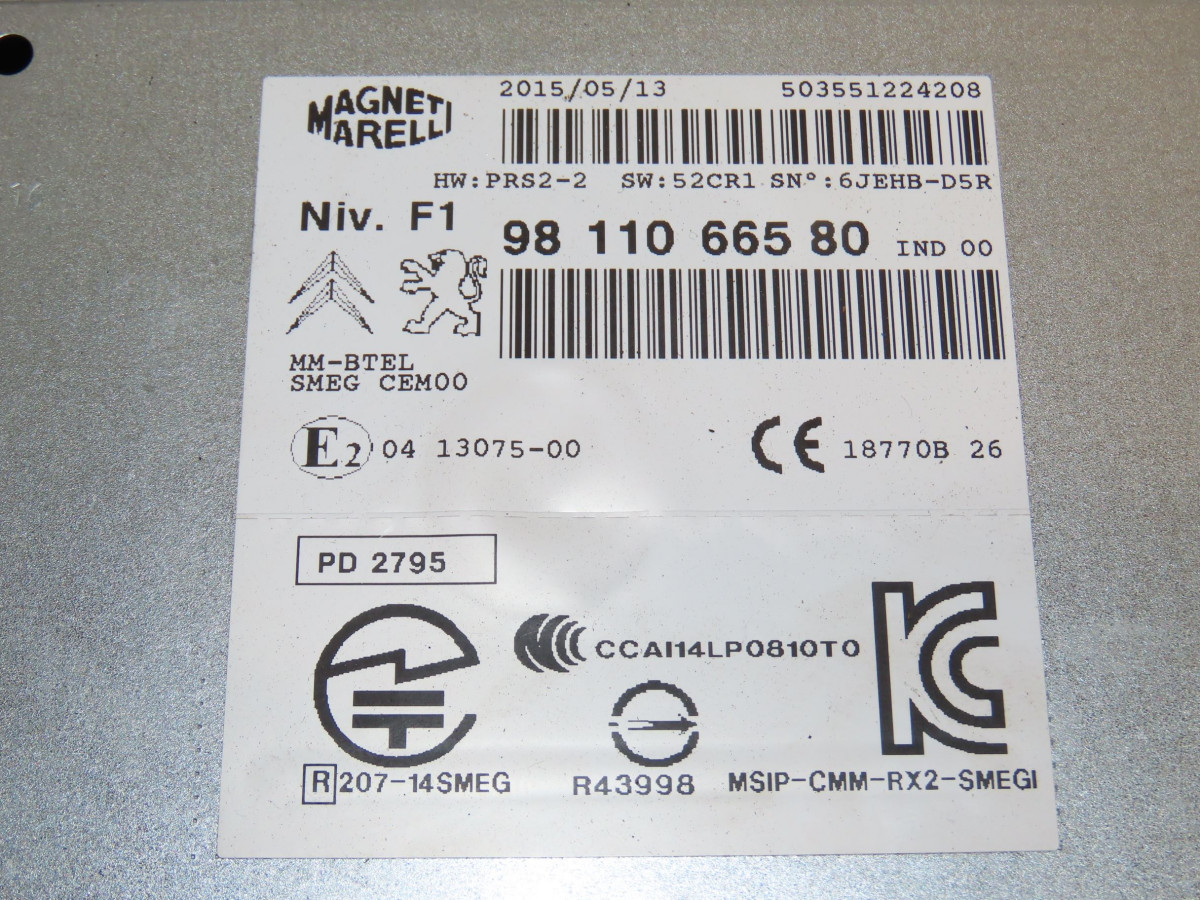 MAGNETI MARELLI
2015/05/13 503551224208
HW:PRS2-2 SW:52CR1 SN°:6JEHB-D5R
Niv. F1
98 110 665 80 IND 00
MM-BTEL
SMEG CEM00
E2 04 13075-00
CE 18770B 26
PD 2795
CCAI14LP0810T0
KC
R 207-14SMEG
R43998
MSIP-CMM-RX2-SMEGI